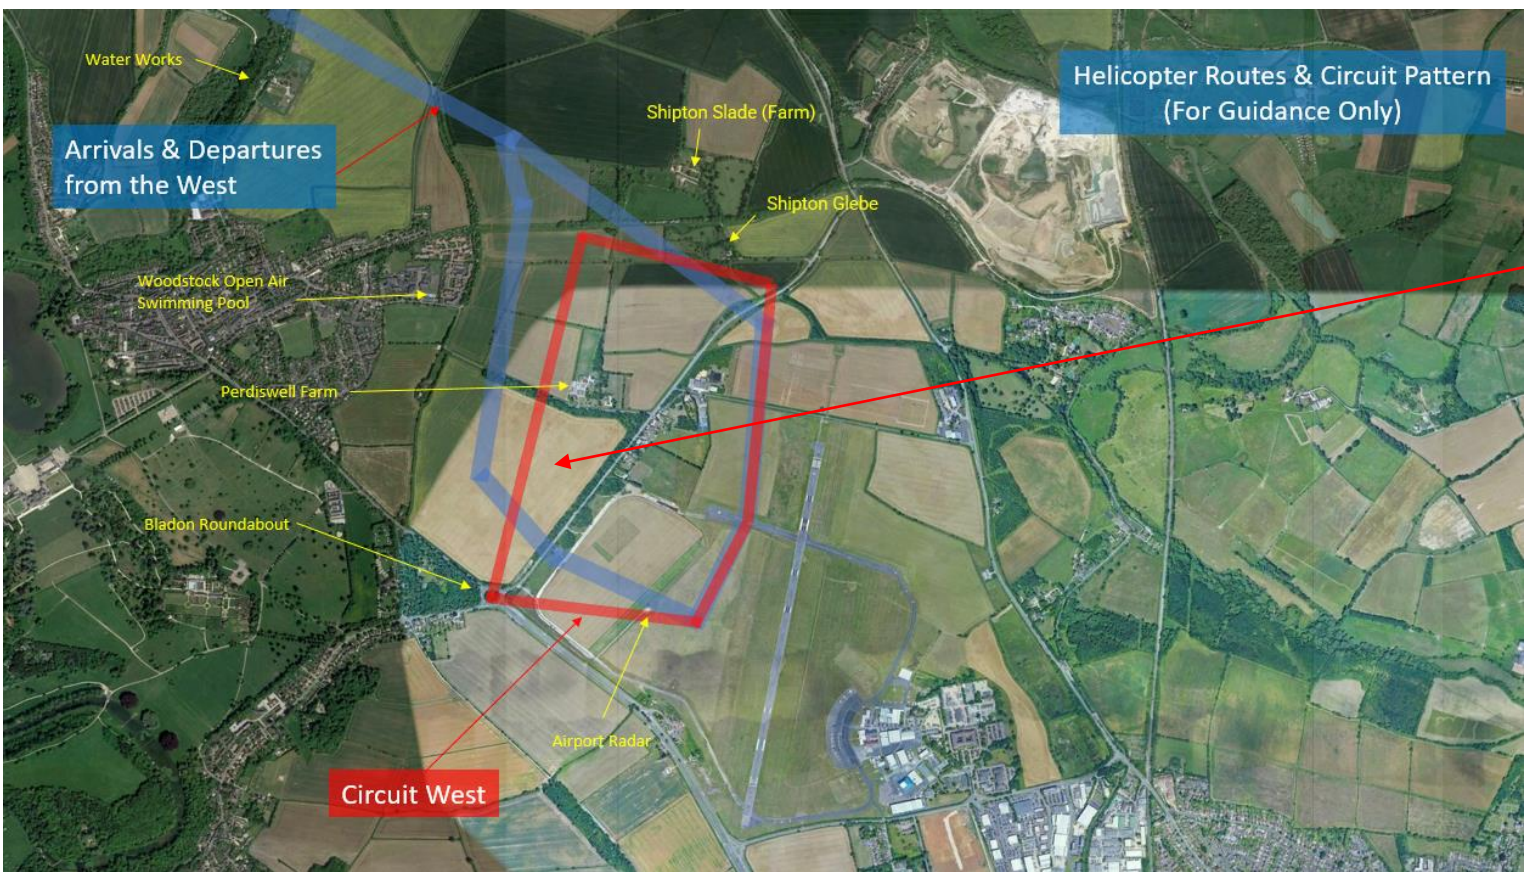 Water Works
Helicopter Routes & Circuit Pattern
(For Guidance Only)
Shipton Slade (Farm)
Arrivals & Departures
from the West
Shipton Glebe
Woodstock Open Air
Swimming Pool
Perdiswell Farm
Bladon Roundabout
Airport Radar
Circuit West